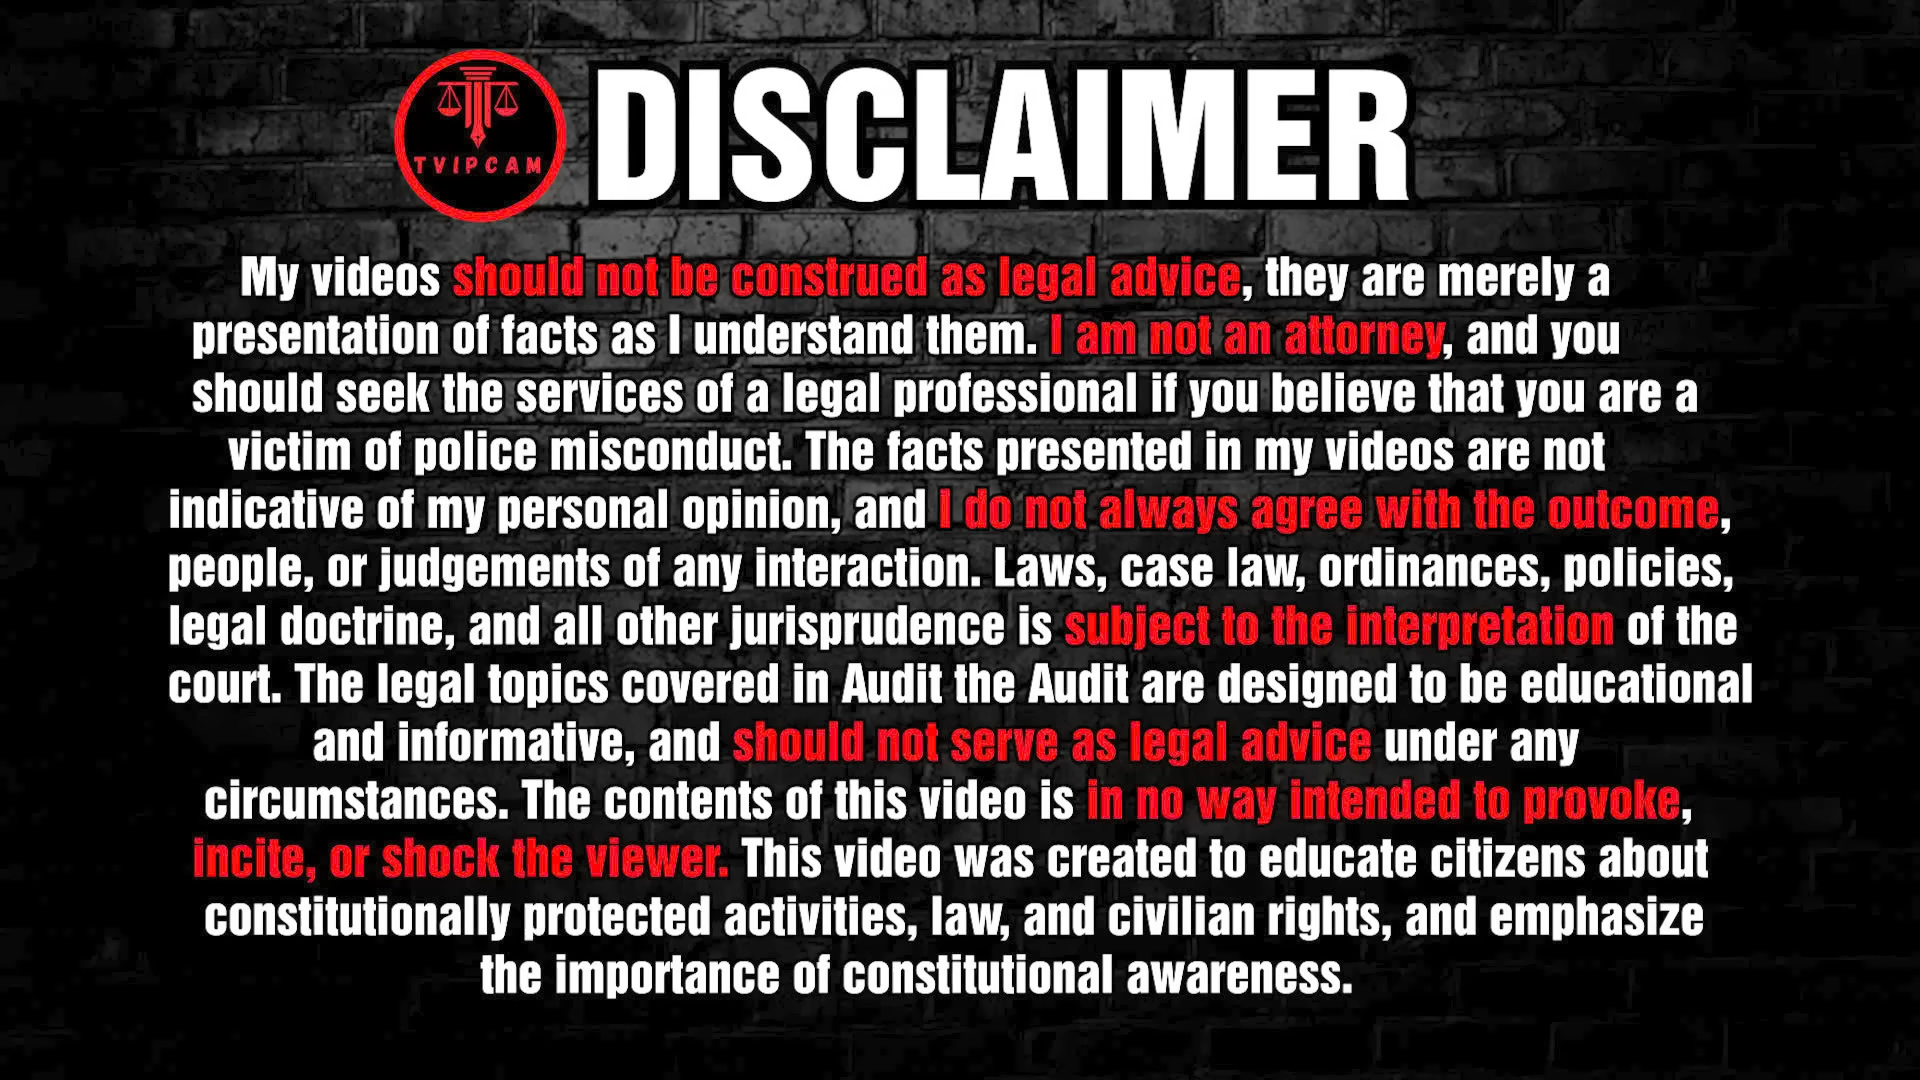 TVIPCAM
DISCLAIMER
My videos should not be construed as legal advice, they are merely a
presentation of facts as I understand them. I am not an attorney, and you
should seek the services of a legal professional if you believe that you are a
victim of police misconduct. The facts presented in my videos are not
indicative of my personal opinion, and I do not always agree with the outcome,
people, or judgements of any interaction. Laws, case law, ordinances, policies,
legal doctrine, and all other jurisprudence is subject to the interpretation of the
court. The legal topics covered in Audit the Audit are designed to be educational
and informative, and should not serve as legal advice under any
circumstances. The contents of this video is in no way intended to provoke,
incite, or shock the viewer. This video was created to educate citizens about
constitutionally protected activities, law, and civilian rights, and emphasize
the importance of constitutional awareness.